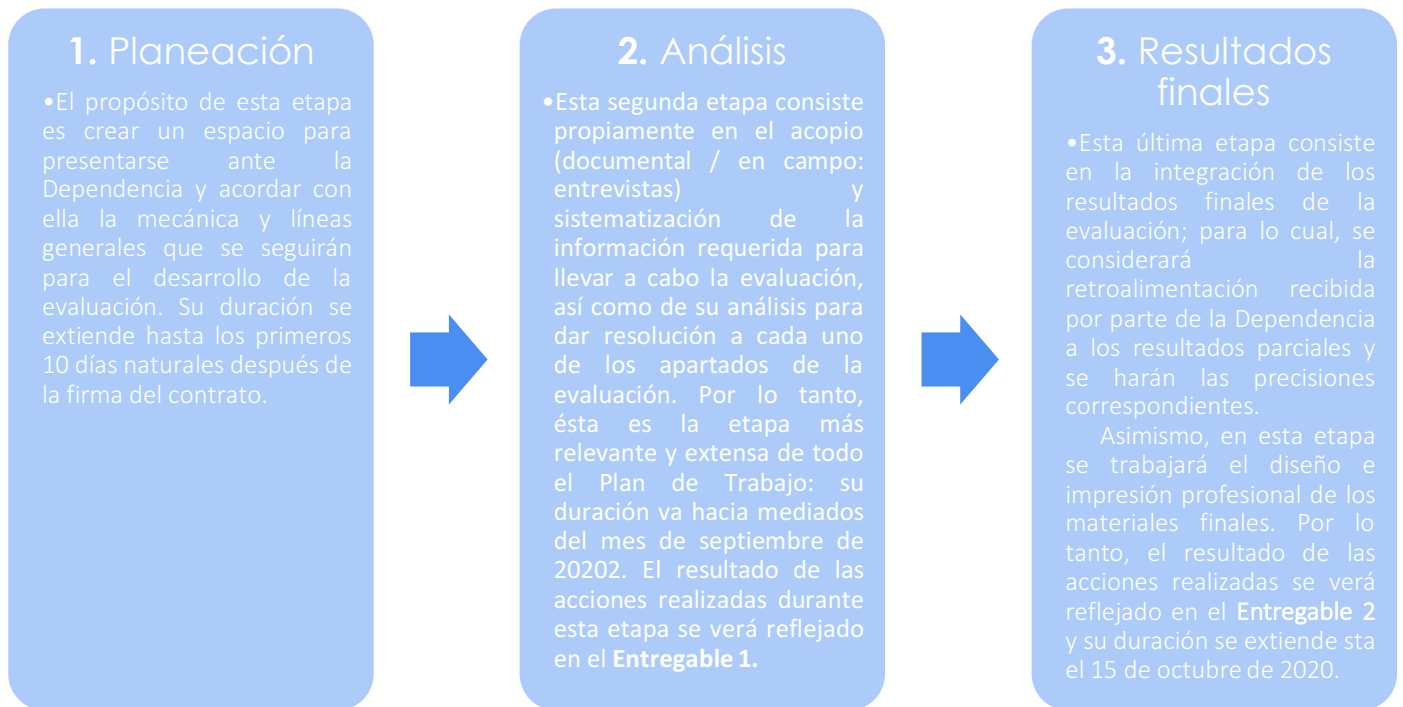 1. Planeación
•El propósito de esta etapa
es crear un espacio para
presentarse ante la
Dependencia y acordar con
ella la mecánica y líneas
generales que se seguirán
para el desarrollo de la
evaluación. Su duración se
extiende hasta los primeros
10 días naturales después de
la firma del contrato.
2. Análisis
•Esta segunda etapa consiste
propiamente en el acopio
(documental / en campo:
entrevistas) y
sistematización de la
información requerida para
llevar a cabo la evaluación,
así como de su análisis para
dar resolución a cada uno
de los apartados de la
evaluación. Por lo tanto,
ésta es la etapa más
relevante y extensa de todo
el Plan de Trabajo: su
duración va hacia mediados
del mes de septiembre de
20202. El resultado de las
acciones realizadas durante
esta etapa se verá reflejado
en el Entregable 1.
3. Resultados
finales
•Esta última etapa consiste
en la integración de los
resultados finales de la
evaluación; para lo cual, se
considerará la
retroalimentación recibida
por parte de la Dependencia
a los resultados parciales y
se harán las precisiones
correspondientes.
Asimismo, en esta etapa
se trabajará el diseño e
impresión profesional de los
materiales finales. Por lo
tanto, el resultado de las
acciones realizadas se verá
reflejado en el Entregable 2
y su duración se extiende sta
el 15 de octubre de 2020.